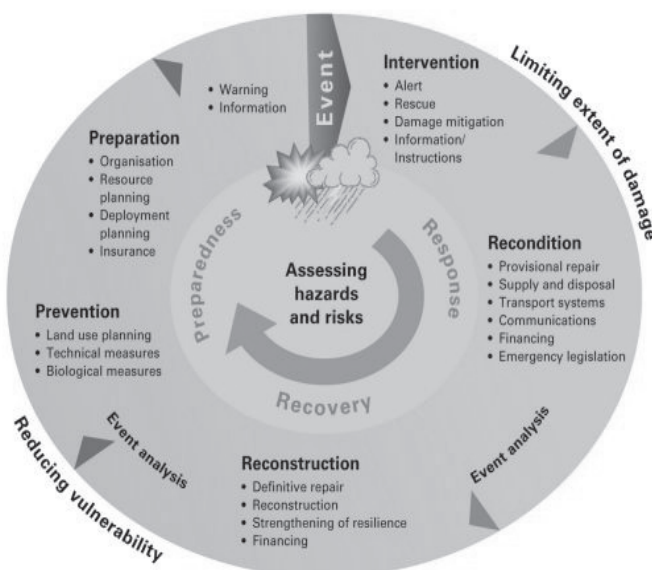 Event
Intervention
• Alert
• Rescue
• Damage mitigation
• Information/
Instructions
Limiting extent of damage
Recondition
• Provisional repair
• Supply and disposal
• Transport systems
• Communications
• Financing
• Emergency legislation
Event analysis
Reconstruction
• Definitive repair
• Reconstruction
• Strengthening of resilience
• Financing
Event analysis
Reducing vulnerability
Prevention
• Land use planning
• Technical measures
• Biological measures
Preparation
• Organisation
• Resource
planning
• Deployment
planning
• Insurance
• Warning
• Information
Preparedness
Response
Recovery
Assessing
hazards
and risks